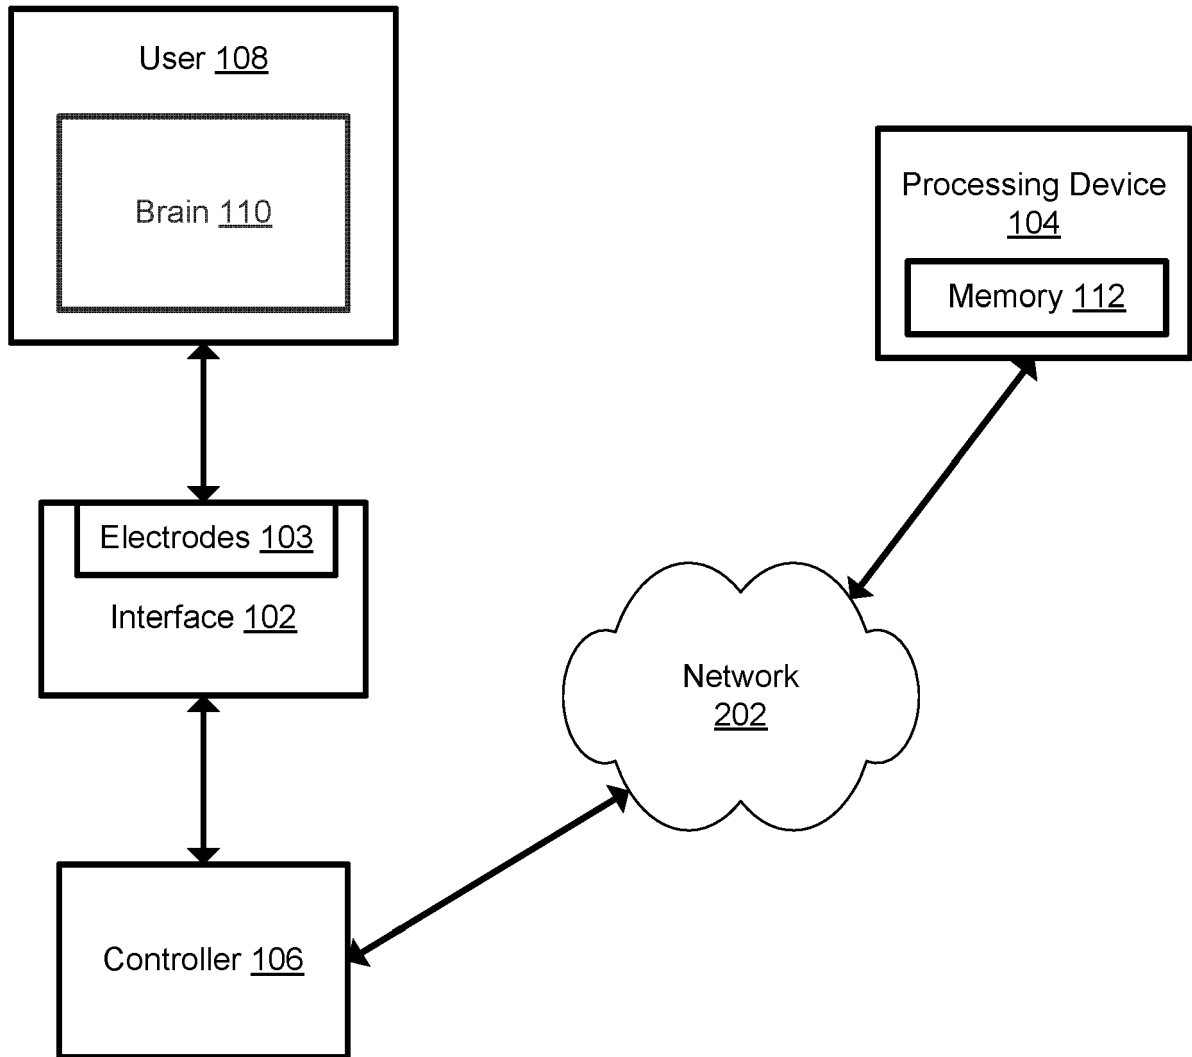 User 108
Brain 110
Processing Device
104
Memory 112
Electrodes 103
Interface 102
Network
202
Controller 106